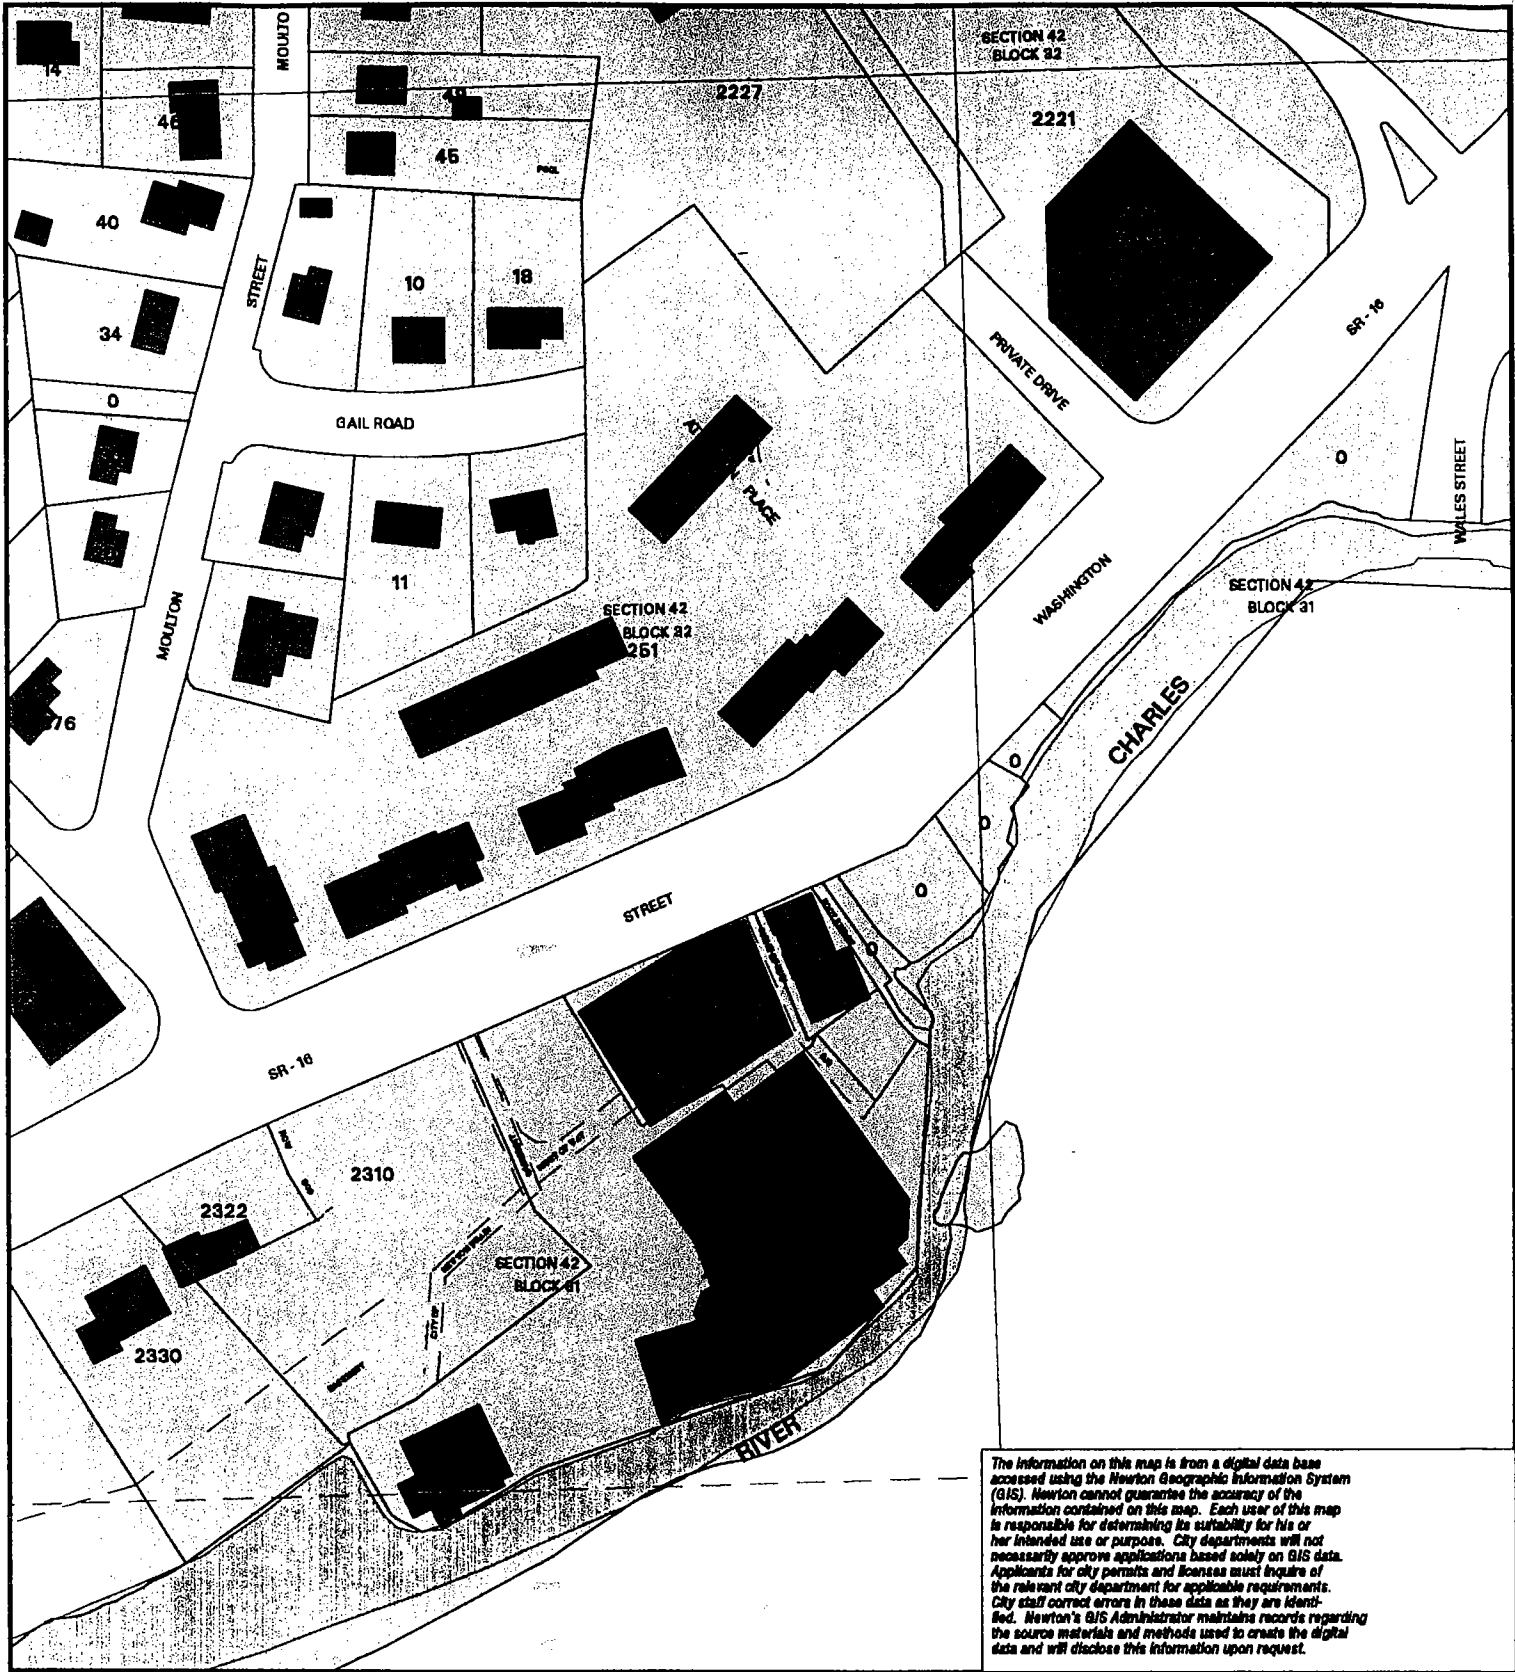 MOULTO
SECTION 42
BLOCK 32
14
2227
49
2221
46
45
POOL
40
STREET
10
18
34
SR - 16
PRIVATE DRIVE
0
GAIL ROAD
0
WALES STREET
PLACE
11
WASHINGTON
SECTION 42
BLOCK 31
MOULTON
SECTION 42
BLOCK 32
251
CHARLES
76
0
0
0
STREET
0
SR - 16
2310
2322
SECTION 42
BLOCK 31
CITY OF
2330
RIVER
The information on this map is from a digital data base
accessed using the Newton Geographic Information System
(GIS). Newton cannot guarantee the accuracy of the
information contained on this map. Each user of this map
is responsible for determining its suitability for his or
her intended use or purpose. City departments will not
necessarily approve applications based solely on GIS data.
Applicants for city permits and licenses must inquire of
the relevant city department for applicable requirements.
City staff correct errors in these data as they are identi-
fied. Newton's GIS Administrator maintains records regarding
the source materials and methods used to create the digital
data and will disclose this information upon request.